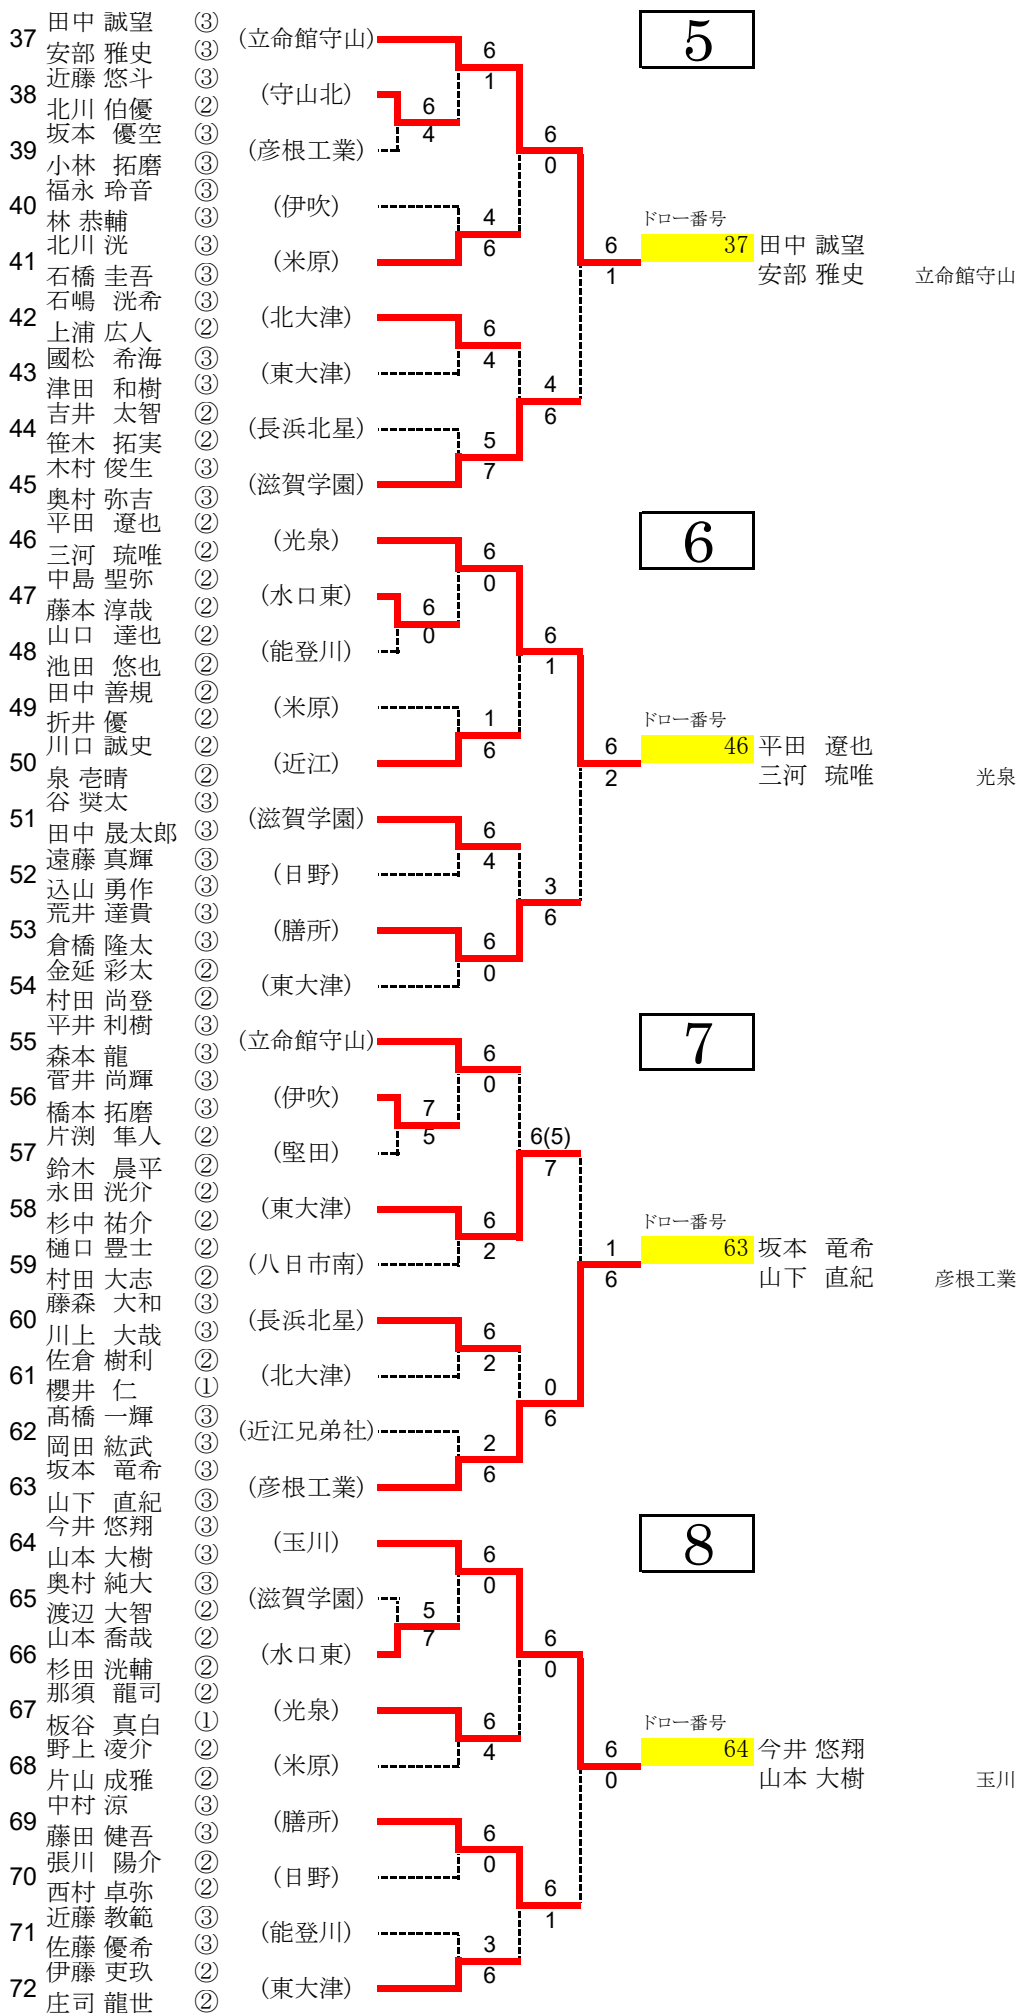 5
37 田中 誠望 ③ (立命館守山)
安部 雅史 ③
6
1
38 近藤 悠斗 ③ (守山北)
北川 伯優 ②
6
4
39 坂本 優空 ③ (彦根工業)
小林 拓磨 ③
6
0
40 福永 玲音 ③ (伊吹)
林 恭輔 ③
4
6
41 北川 洸 ③ (米原)
石橋 圭吾 ③
6
1
ドロー番号
37 田中 誠望
安部 雅史 立命館守山
42 石嶋 洸希 ③ (北大津)
上浦 広人 ②
6
4
43 國松 希海 ③ (東大津)
津田 和樹 ③
4
6
44 吉井 太智 ② (長浜北星)
笹木 拓実 ②
5
7
45 木村 俊生 ③ (滋賀学園)
奥村 弥吉 ③
6
46 平田 遼也 ② (光泉)
三河 琉唯 ②
6
0
47 中島 聖弥 ② (水口東)
藤本 淳哉 ②
6
0
48 山口 達也 ② (能登川)
池田 悠也 ②
6
1
49 田中 善規 ② (米原)
折井 優 ②
1
6
50 川口 誠史 ② (近江)
泉 壱晴 ②
6
2
ドロー番号
46 平田 遼也
三河 琉唯 光泉
51 谷 奨太 ③ (滋賀学園)
田中 晟太郎 ③
6
4
52 遠藤 真輝 ③ (日野)
込山 勇作 ③
3
6
53 荒井 達貴 ③ (膳所)
倉橋 隆太 ③
6
0
54 金延 彩太 ② (東大津)
村田 尚登 ②
7
55 平井 利樹 ③ (立命館守山)
森本 龍 ③
6
0
56 菅井 尚輝 ③ (伊吹)
橋本 拓磨 ③
7
5
57 片渕 隼人 ② (堅田)
鈴木 晨平 ②
6(5)
7
58 永田 洸介 ② (東大津)
杉中 祐介 ②
6
2
59 樋口 豊士 ② (八日市南)
村田 大志 ②
1
6
ドロー番号
63 坂本 竜希
山下 直紀 彦根工業
60 藤森 大和 ③ (長浜北星)
川上 大哉 ③
6
2
61 佐倉 樹利 ② (北大津)
櫻井 仁 ①
0
6
62 髙橋 一輝 ③ (近江兄弟社)
岡田 紘武 ③
2
6
63 坂本 竜希 ③ (彦根工業)
山下 直紀 ③
8
64 今井 悠翔 ③ (玉川)
山本 大樹 ③
6
0
65 奥村 純大 ③ (滋賀学園)
渡辺 大智 ②
5
7
66 山本 喬哉 ② (水口東)
杉田 洸輔 ②
6
0
67 那須 龍司 ② (光泉)
板谷 真白 ①
6
4
68 野上 凌介 ② (米原)
片山 成雅 ②
6
0
ドロー番号
64 今井 悠翔
山本 大樹 玉川
69 中村 涼 ③ (膳所)
藤田 健吾 ③
6
0
70 張川 陽介 ② (日野)
西村 卓弥 ②
6
1
71 近藤 教範 ③ (能登川)
佐藤 優希 ③
3
6
72 伊藤 吏玖 ② (東大津)
庄司 龍世 ②